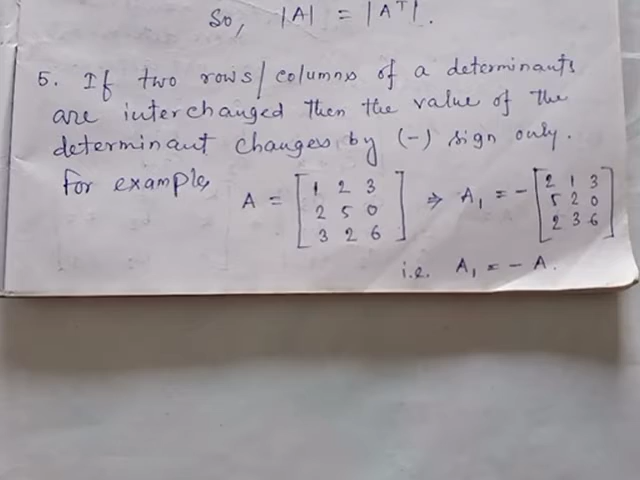 So, |A| = |Aᵀ|.
5. If two rows/columns of a determinants
are interchanged then the value of the
determinant changes by (-) sign only.
For example,
A = [1 2 3 ⇒ A₁ = - [2 1 3
2 5 0 5 2 0
3 2 6] 2 3 6]
i.e. A₁ = - A.